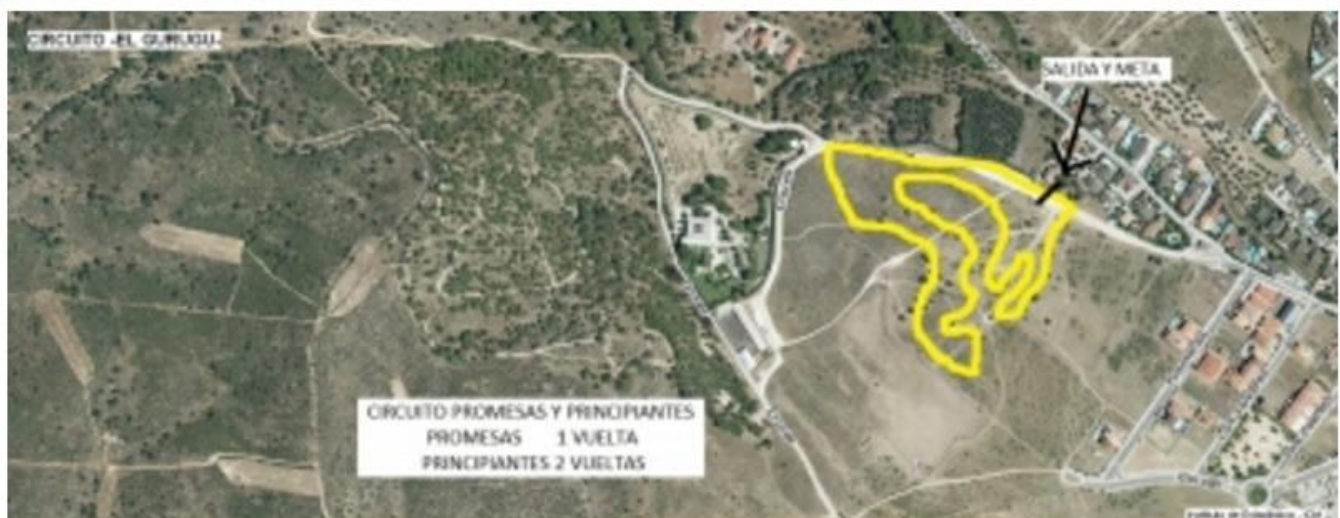 CIRCUITO -EL GURUGU-
SALIDA Y META
CIRCUITO PROMESAS Y PRINCIPIANTES
PROMESAS 1 VUELTA
PRINCIPIANTES 2 VUELTAS